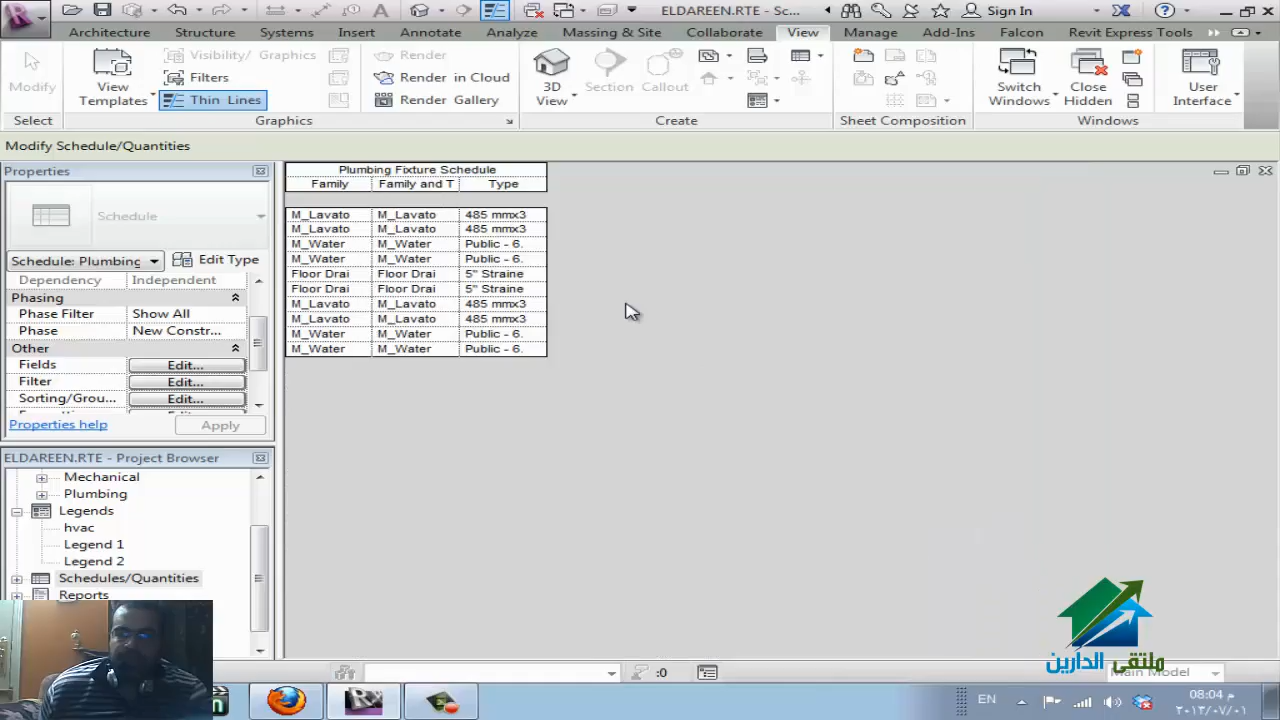 ELDAREEN.RTE - Sc...
Sign In
Architecture Structure Systems Insert Annotate Analyze Massing & Site Collaborate View Manage Add-Ins Falcon Revit Express Tools
Modify
View Templates
Visibility/ Graphics
Filters
Thin Lines
Render
Render in Cloud
Render Gallery
3D View
Section
Callout
Switch Windows
Close Hidden
User Interface
Select Graphics Create Sheet Composition Windows
Modify Schedule/Quantities
Properties
Schedule
Schedule: Plumbing
Edit Type
Dependency Independent
Phasing
Phase Filter Show All
Phase New Constr...
Other
Fields Edit...
Filter Edit...
Sorting/Grou... Edit...
Properties help Apply
Plumbing Fixture Schedule
Family Family and T Type
M_Lavato M_Lavato 485 mmx3
M_Lavato M_Lavato 485 mmx3
M_Water M_Water Public - 6.
M_Water M_Water Public - 6.
Floor Drai Floor Drai 5" Straine
Floor Drai Floor Drai 5" Straine
M_Lavato M_Lavato 485 mmx3
M_Lavato M_Lavato 485 mmx3
M_Water M_Water Public - 6.
M_Water M_Water Public - 6.
ELDAREEN.RTE - Project Browser
Mechanical
Plumbing
Legends
hvac
Legend 1
Legend 2
Schedules/Quantities
Reports
ملتقى الدارين
:0
Main Model
EN
08:04 م
٢٠١٣/٠٧/٠١